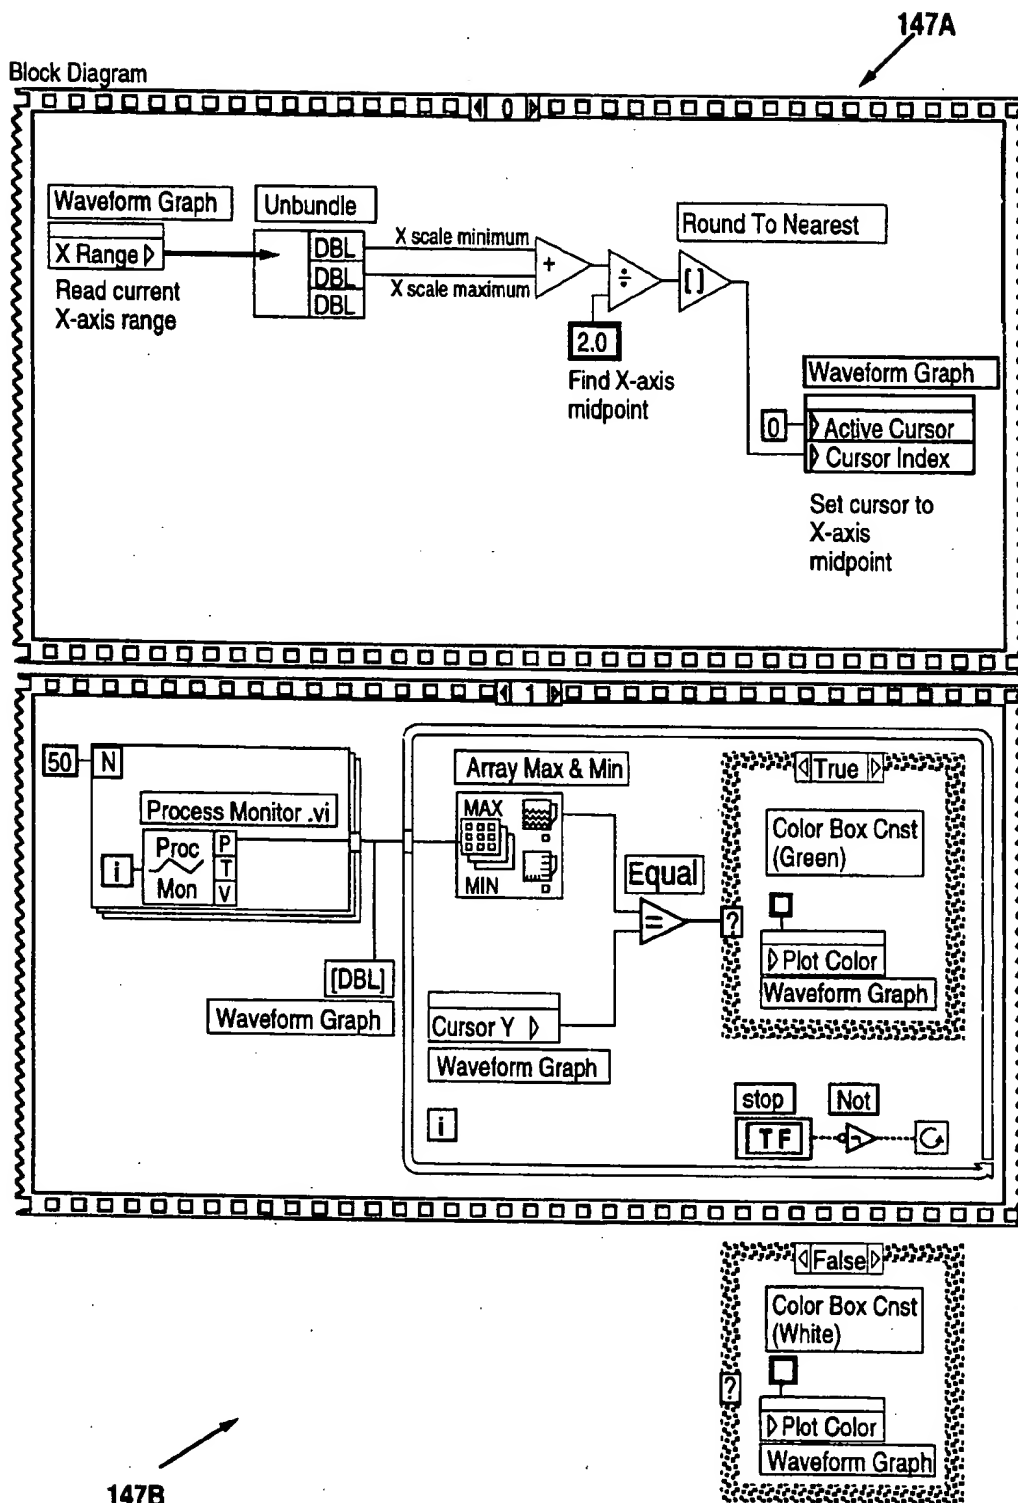 147A
Block Diagram
0
Waveform Graph
Unbundle
Round To Nearest
X Range
DBL
DBL
DBL
X scale minimum
X scale maximum
+
÷
[ ]
Read current
X-axis range
2.0
Find X-axis
midpoint
Waveform Graph
0
Active Cursor
Cursor Index
Set cursor to
X-axis
midpoint
1
50
N
Process Monitor .vi
i
Proc
Mon
P
T
V
[DBL]
Waveform Graph
Array Max & Min
MAX
MIN
Equal
=
?
True
Color Box Cnst
(Green)
Plot Color
Waveform Graph
Cursor Y
Waveform Graph
i
stop
Not
TF
False
Color Box Cnst
(White)
?
Plot Color
Waveform Graph
147B